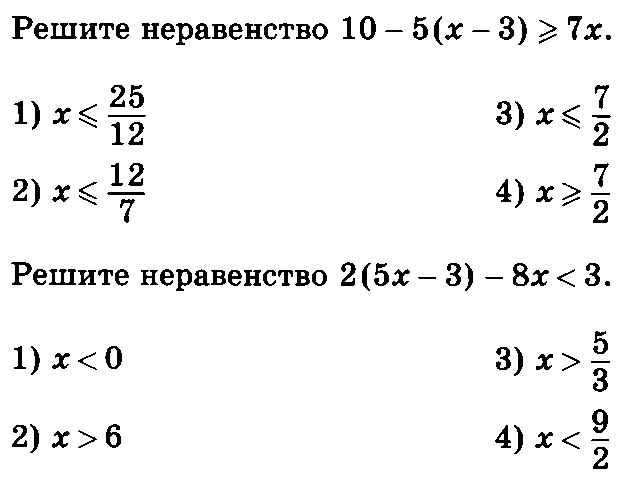 Решите неравенство 10 – 5(x – 3) ⩾ 7x.
1) x ⩽ 25/12 3) x ⩽ 7/2
2) x ⩽ 12/7 4) x ⩾ 7/2
Решите неравенство 2(5x – 3) – 8x < 3.
1) x < 0 3) x > 5/3
2) x > 6 4) x < 9/2